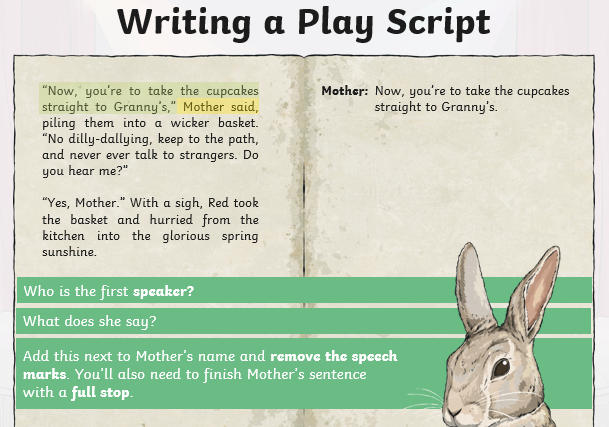 Writing a Play Script
“Now, you’re to take the cupcakes
straight to Granny’s,” Mother said,
piling them into a wicker basket.
“No dilly-dallying, keep to the path,
and never ever talk to strangers. Do
you hear me?”
“Yes, Mother.” With a sigh, Red took
the basket and hurried from the
kitchen into the glorious spring
sunshine.
Mother: Now, you’re to take the cupcakes
straight to Granny’s.
Who is the first speaker?
What does she say?
Add this next to Mother’s name and remove the speech
marks. You’ll also need to finish Mother’s sentence
with a full stop.